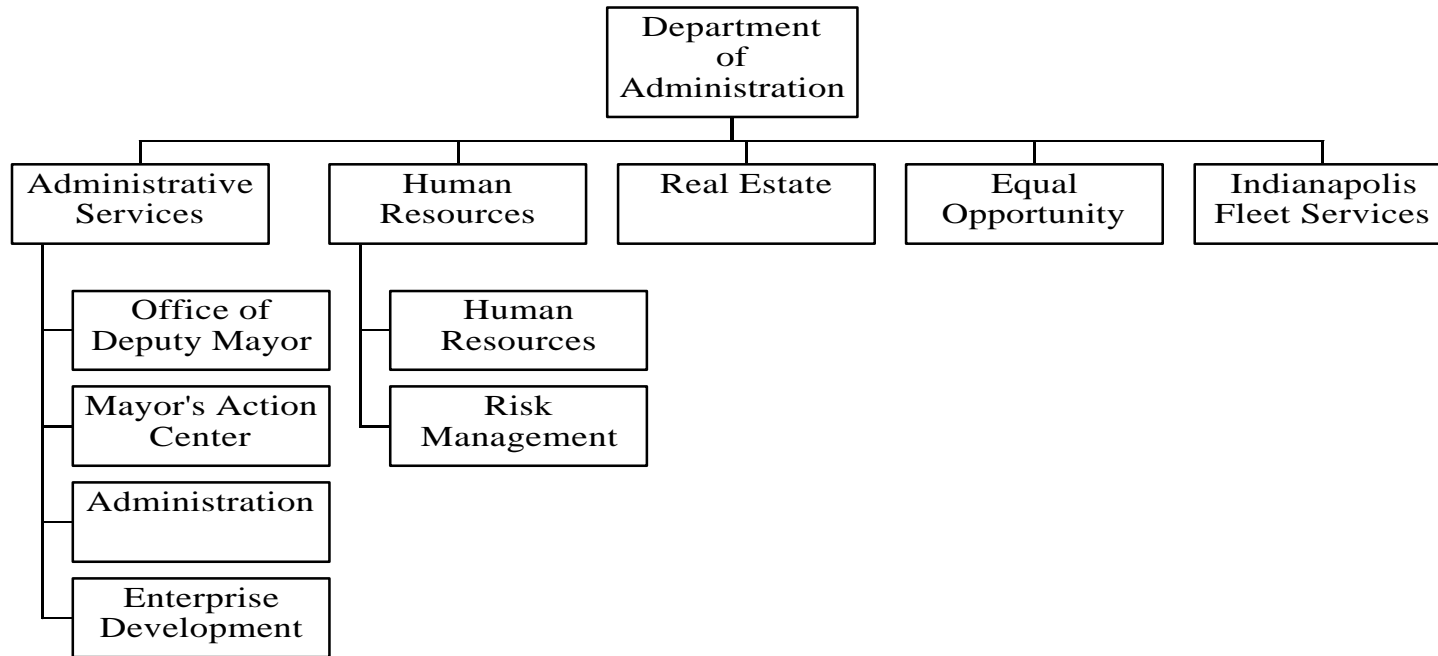 Department
of
Administration
Administrative
Services
Human
Resources
Real Estate
Equal
Opportunity
Indianapolis
Fleet Services
Office of
Deputy Mayor
Mayor's Action
Center
Administration
Enterprise
Development
Human
Resources
Risk
Management